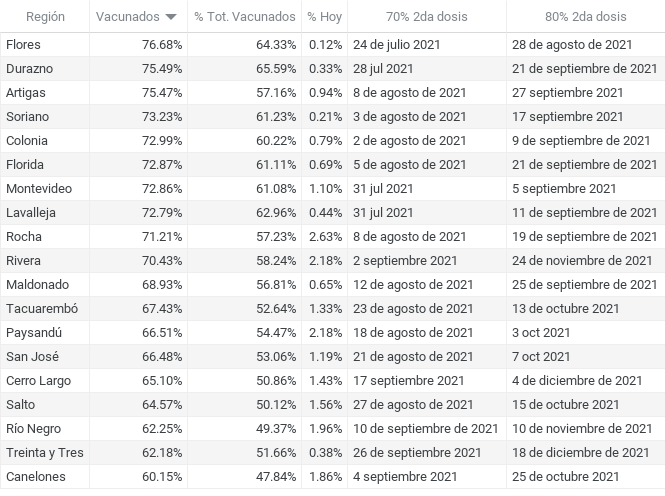 Región Vacunados % Tot. Vacunados % Hoy 70% 2da dosis 80% 2da dosis
Flores 76.68% 64.33% 0.12% 24 de julio 2021 28 de agosto de 2021
Durazno 75.49% 65.59% 0.33% 28 jul 2021 21 de septiembre de 2021
Artigas 75.47% 57.16% 0.94% 8 de agosto de 2021 27 septiembre 2021
Soriano 73.23% 61.23% 0.21% 3 de agosto de 2021 17 septiembre 2021
Colonia 72.99% 60.22% 0.79% 2 de agosto de 2021 9 de septiembre de 2021
Florida 72.87% 61.11% 0.69% 5 de agosto de 2021 21 de septiembre de 2021
Montevideo 72.86% 61.08% 1.10% 31 jul 2021 5 septiembre 2021
Lavalleja 72.79% 62.96% 0.44% 31 jul 2021 11 de septiembre de 2021
Rocha 71.21% 57.23% 2.63% 8 de agosto de 2021 19 de septiembre de 2021
Rivera 70.43% 58.24% 2.18% 2 septiembre 2021 24 de noviembre de 2021
Maldonado 68.93% 56.81% 0.65% 12 de agosto de 2021 25 de septiembre de 2021
Tacuarembó 67.43% 52.64% 1.33% 23 de agosto de 2021 13 de octubre 2021
Paysandú 66.51% 54.47% 2.18% 18 de agosto de 2021 3 oct 2021
San José 66.48% 53.06% 1.19% 21 de agosto de 2021 7 oct 2021
Cerro Largo 65.10% 50.86% 1.43% 17 septiembre 2021 4 de diciembre de 2021
Salto 64.57% 50.12% 1.56% 27 de agosto de 2021 15 de octubre 2021
Río Negro 62.25% 49.37% 1.96% 10 de septiembre de 2021 10 de noviembre de 2021
Treinta y Tres 62.18% 51.66% 0.38% 26 de septiembre 2021 18 de diciembre de 2021
Canelones 60.15% 47.84% 1.86% 4 septiembre 2021 25 de octubre 2021